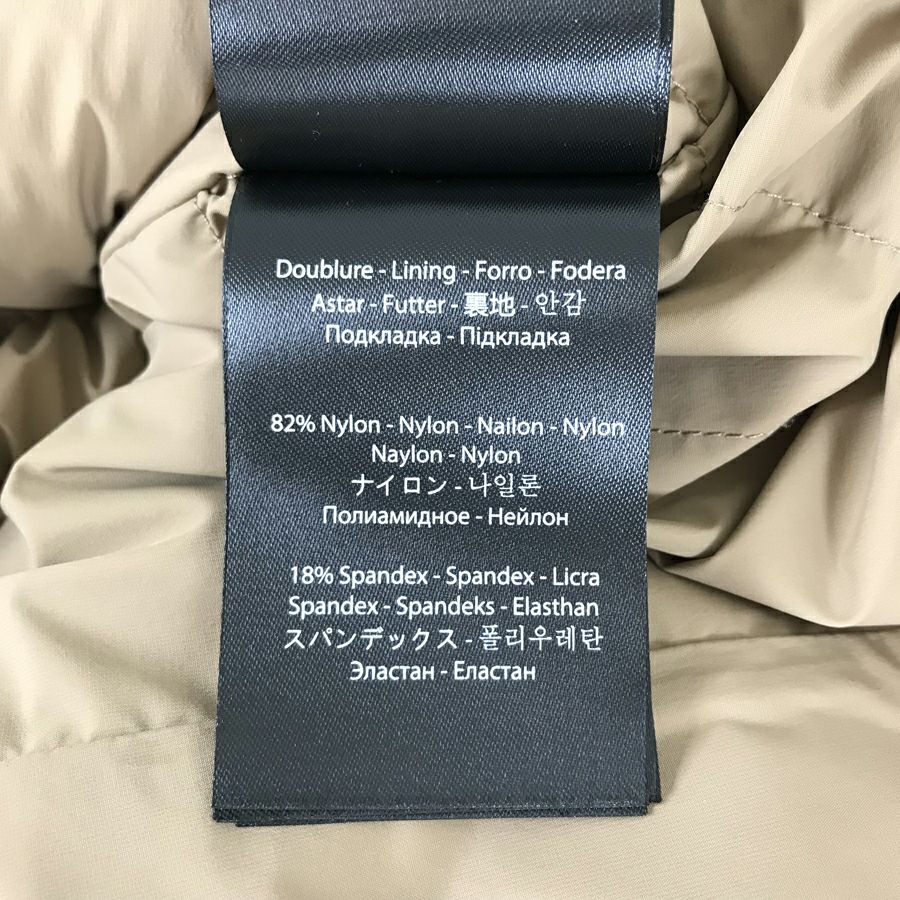 Doublure - Lining - Forro - Fodera
Astar - Futter - 裏地 - 안감
Подкладка - Підкладка
82% Nylon - Nylon - Nailon - Nylon
Naylon - Nylon
ナイロン - 나일론
Полиамидное - Нейлон
18% Spandex - Spandex - Licra
Spandex - Spandeks - Elasthan
スパンデックス - 폴리우레탄
Эластан - Еластан